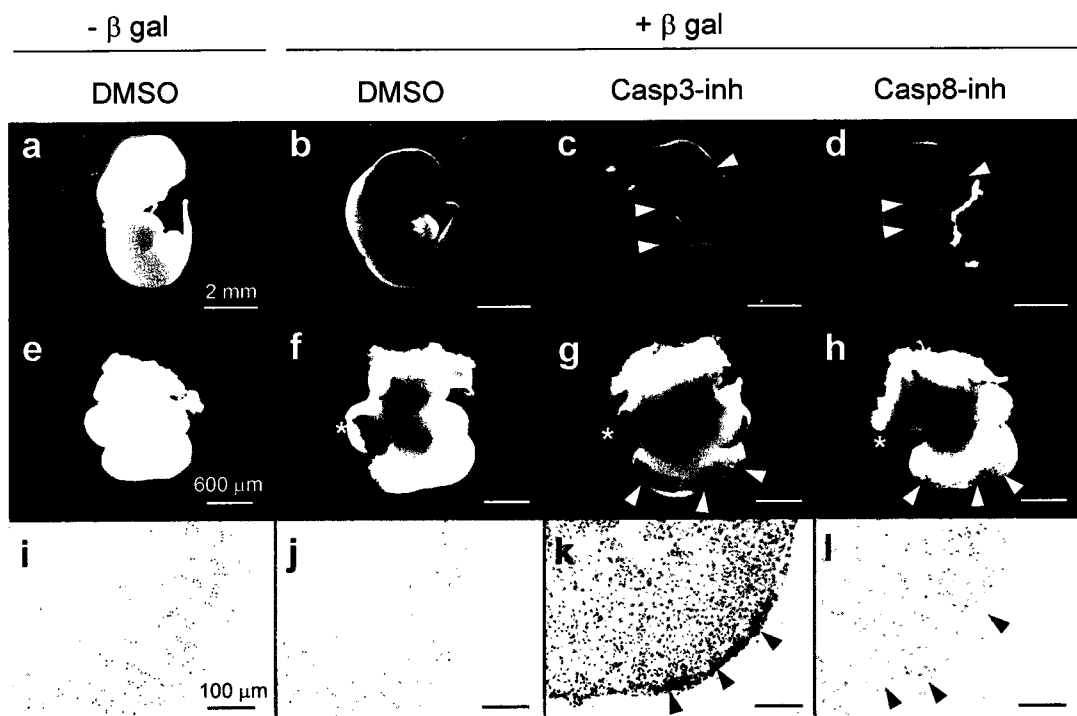 - β gal + β gal
DMSO DMSO Casp3-inh Casp8-inh
a b c d
2 mm
e f g h
* * *
600 μm
i j k l
100 μm